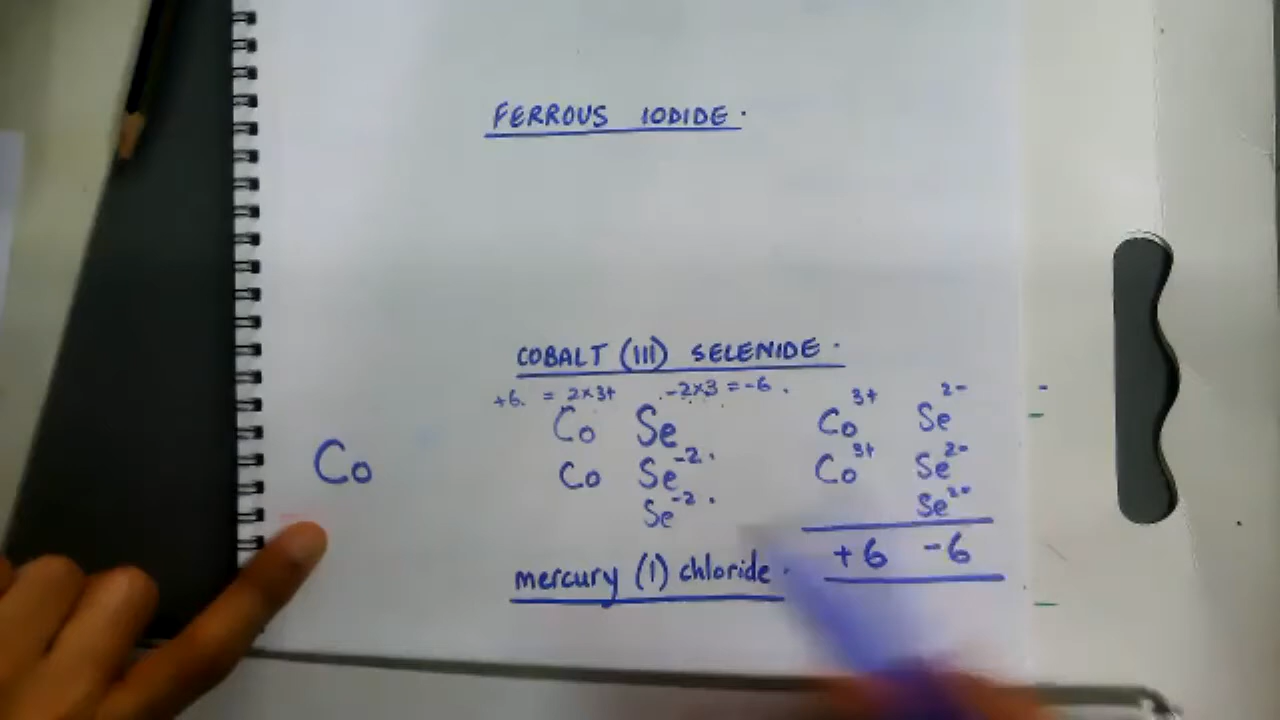 FERROUS IODIDE.
COBALT (III) SELENIDE.
+6. = 2x3+ -2x3 = -6.
Co Se Co³⁺ Se²⁻
Co Se⁻². Co³⁺ Se²⁻
Se⁻². Se²⁻
Co
+6 -6
mercury (I) chloride.